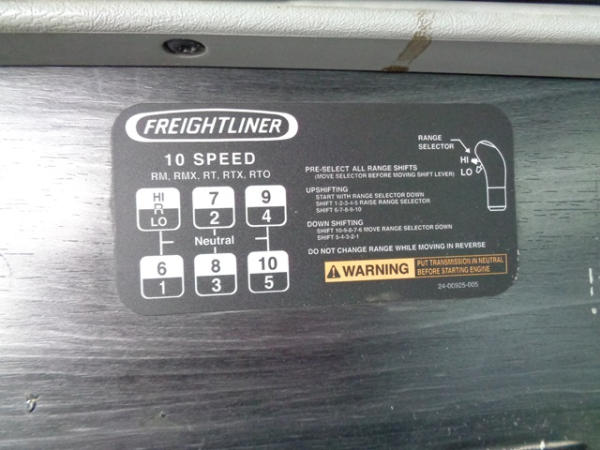 FREIGHTLINER
10 SPEED
RM, RMX, RT, RTX, RTO
HI 7 9
R 2 4
LO
Neutral
6 8 10
1 3 5
RANGE
SELECTOR
HI
LO
PRE-SELECT ALL RANGE SHIFTS
(MOVE SELECTOR BEFORE MOVING SHIFT LEVER)
UPSHIFTING
START WITH RANGE SELECTOR DOWN
SHIFT 1-2-3-4-5 RAISE RANGE SELECTOR
SHIFT 6-7-8-9-10
DOWN SHIFTING
SHIFT 10-9-8-7-6 MOVE RANGE SELECTOR DOWN
SHIFT 5-4-3-2-1
DO NOT CHANGE RANGE WHILE MOVING IN REVERSE
WARNING
PUT TRANSMISSION IN NEUTRAL
BEFORE STARTING ENGINE
24-00925-005